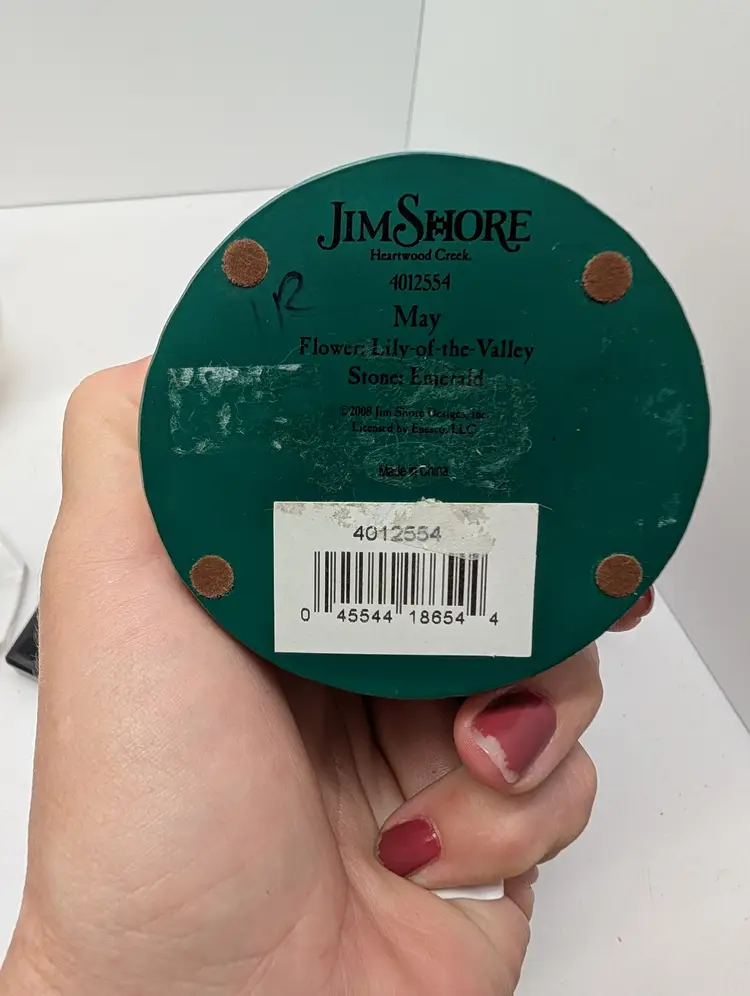 JIM SHORE
Heartwood Creek.
4012554
May
Flower: Lily-of-the-Valley
Stone: Emerald
©2008 Jim Shore Designs, Inc.
Licensed by Enesco, LLC
Made in China
4012554
0 45544 18654 4